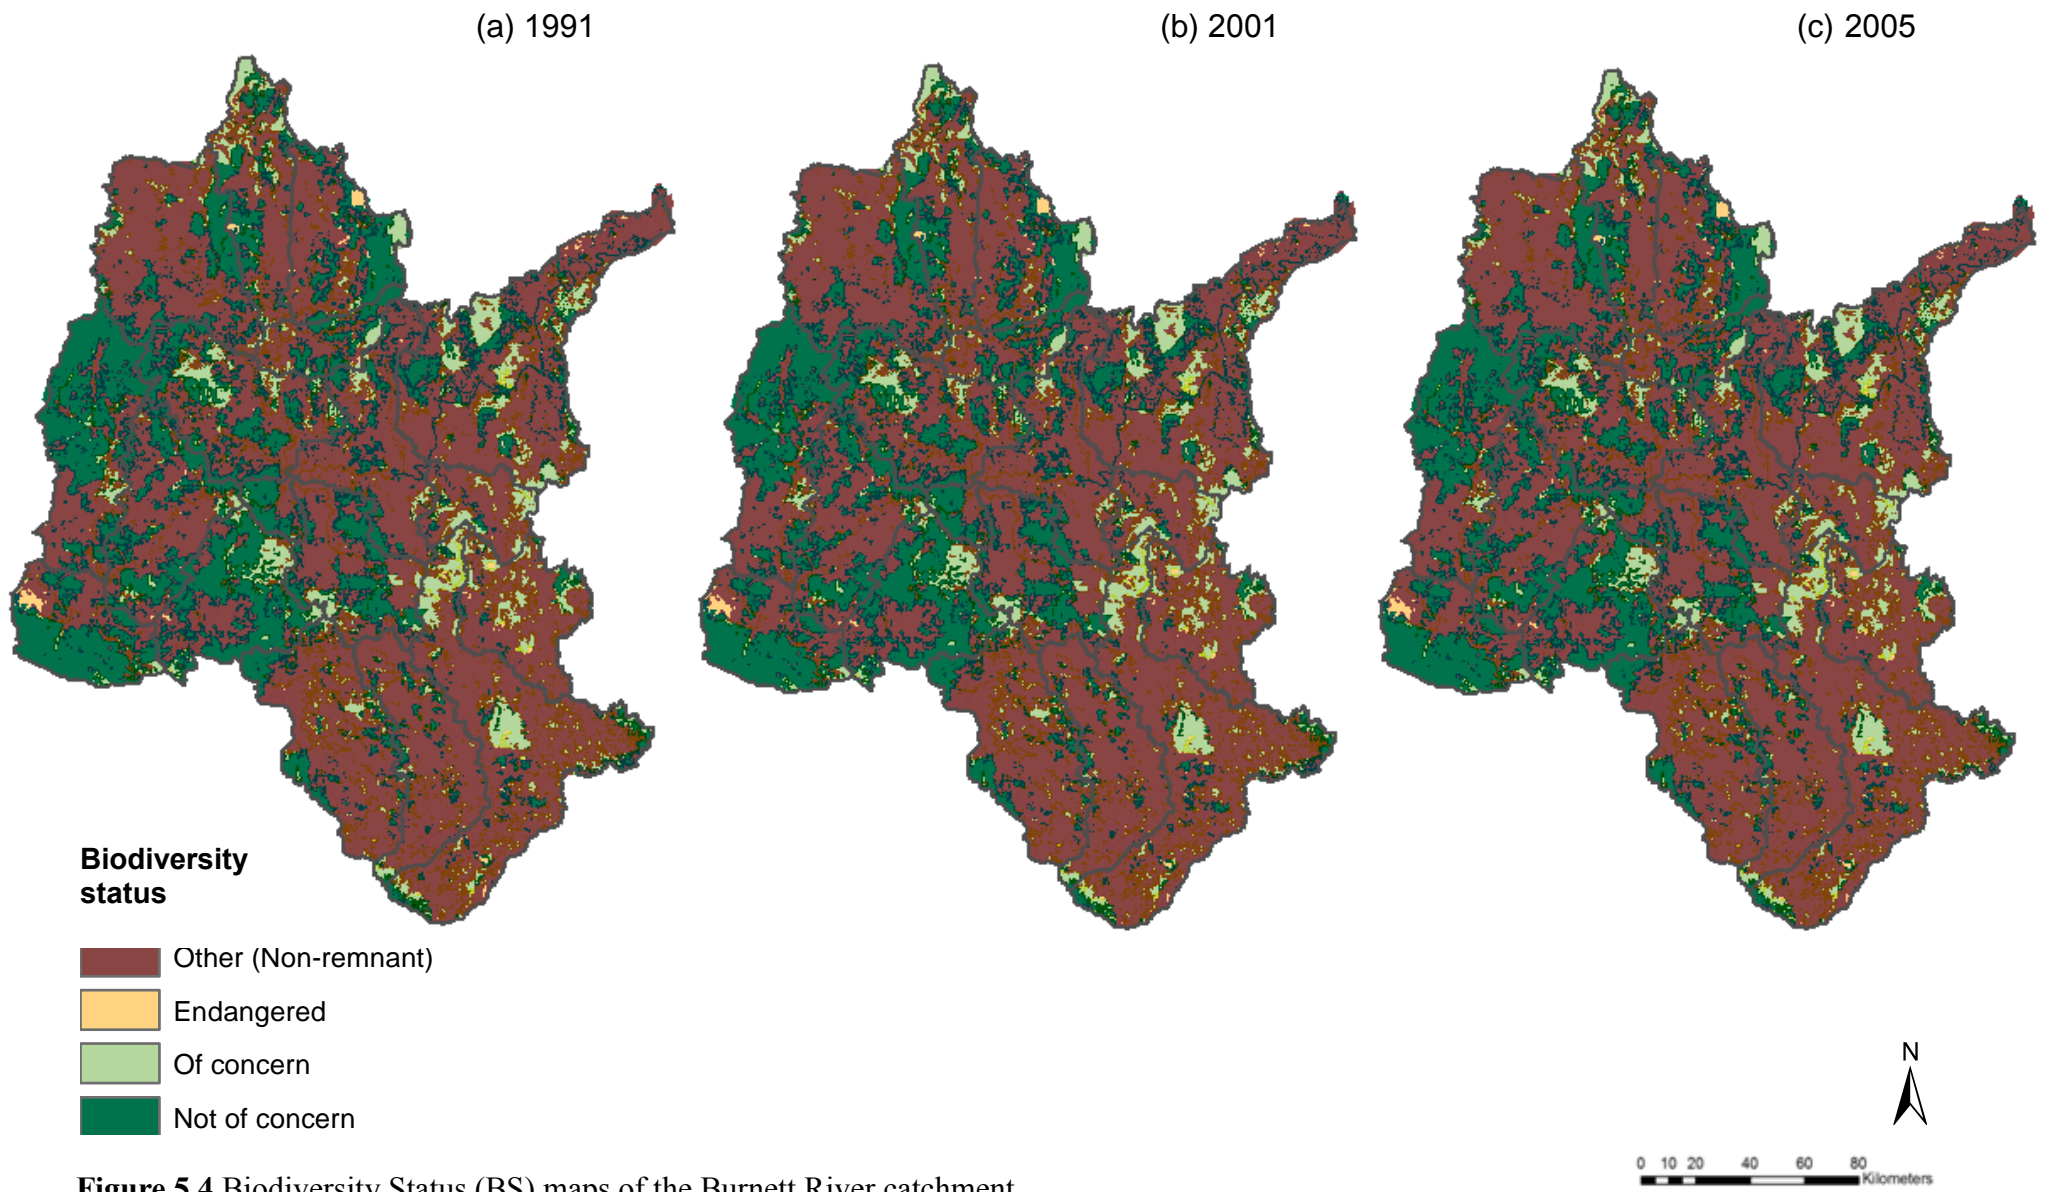 (a) 1991
(b) 2001
(c) 2005
Biodiversity
status
Other (Non-remnant)
Endangered
Of concern
Not of concern
N
0 10 20 40 60 80
Kilometers
Figure 5.4 Biodiversity Status (BS) maps of the Burnett River catchment